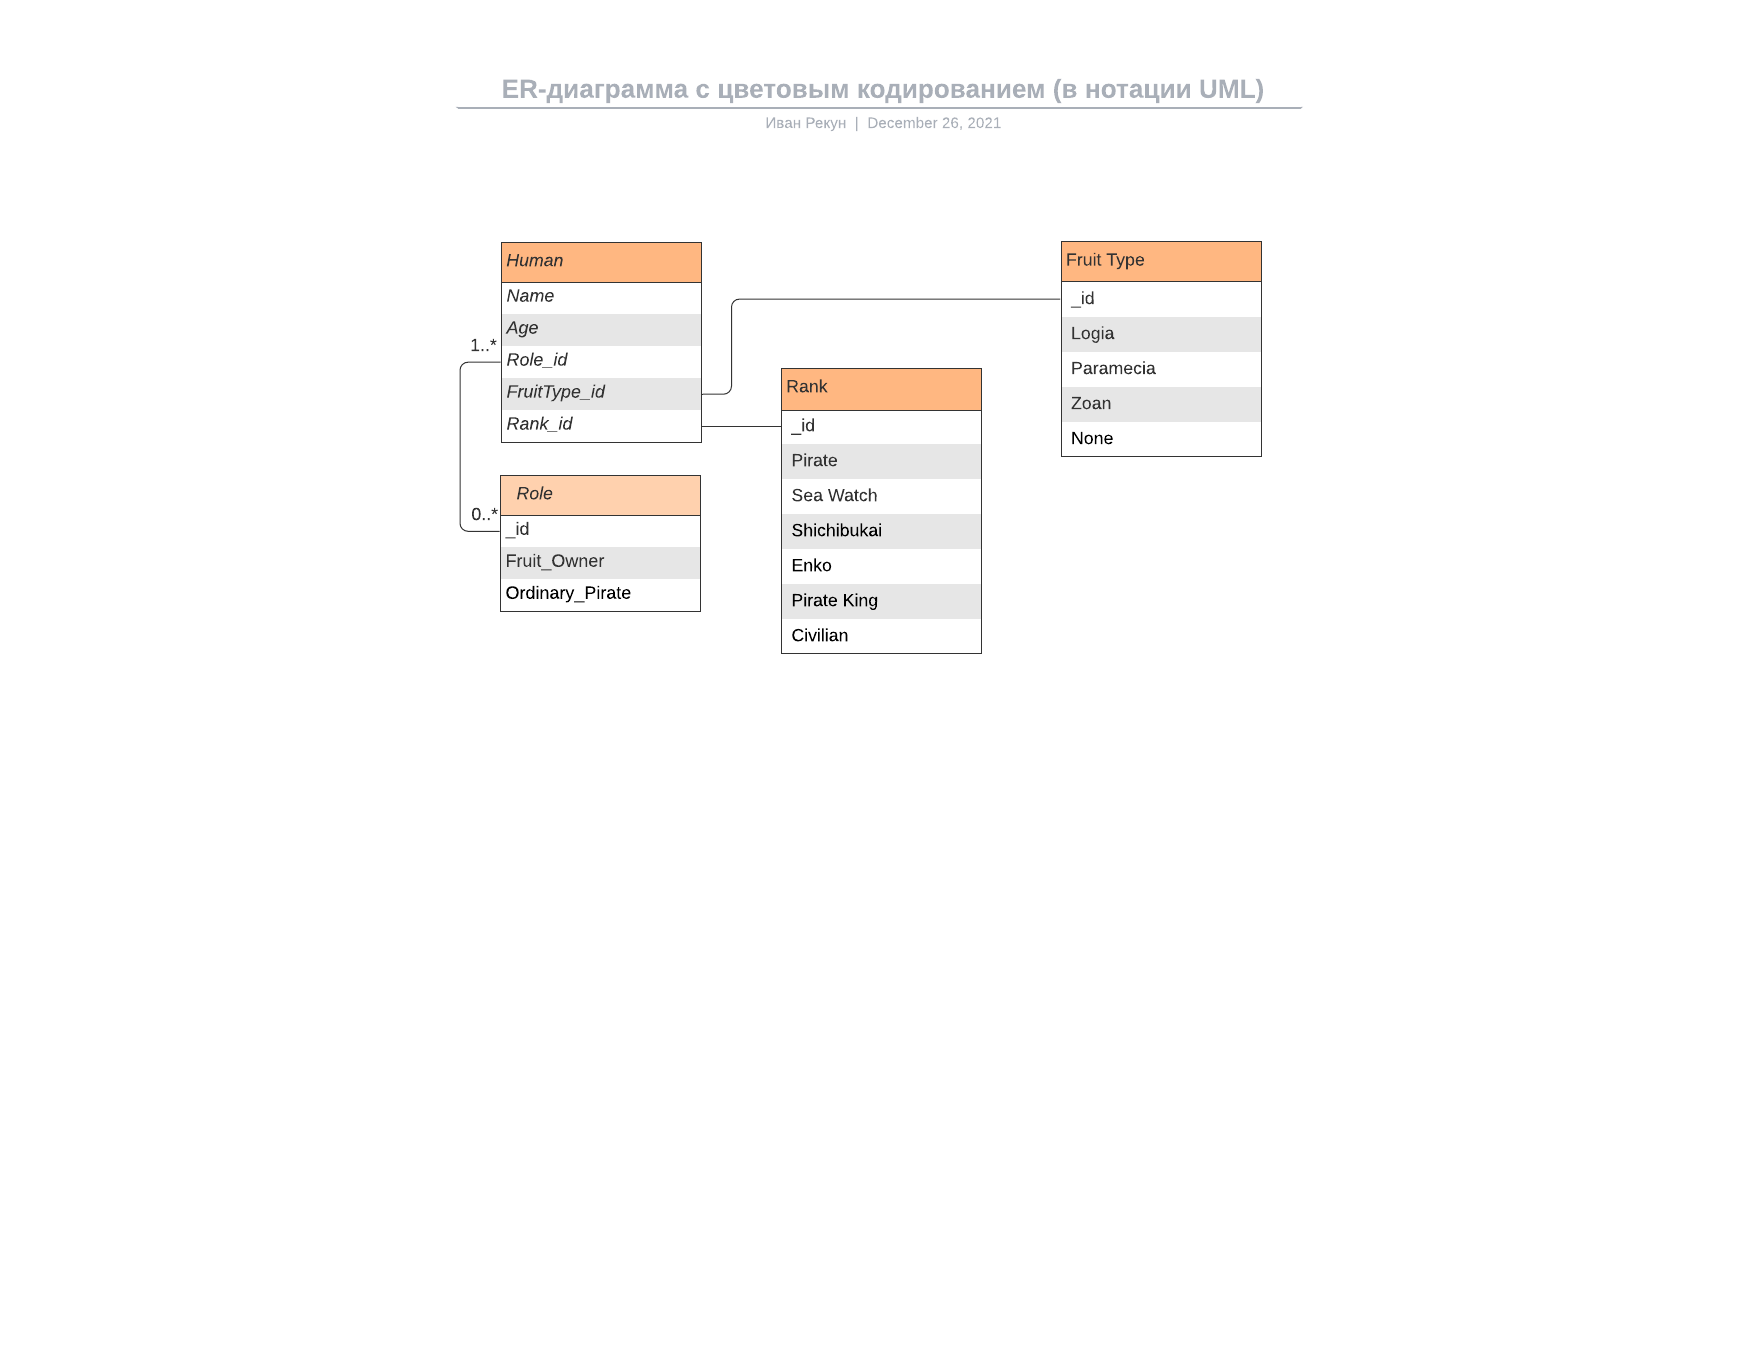 ER-диаграмма с цветовым кодированием (в нотации UML)
Иван Рекун | December 26, 2021
Human
Name
Age
Role_id
FruitType_id
Rank_id
1..*
0..*
Role
_id
Fruit_Owner
Ordinary_Pirate
Rank
_id
Pirate
Sea Watch
Shichibukai
Enko
Pirate King
Civilian
Fruit Type
_id
Logia
Paramecia
Zoan
None